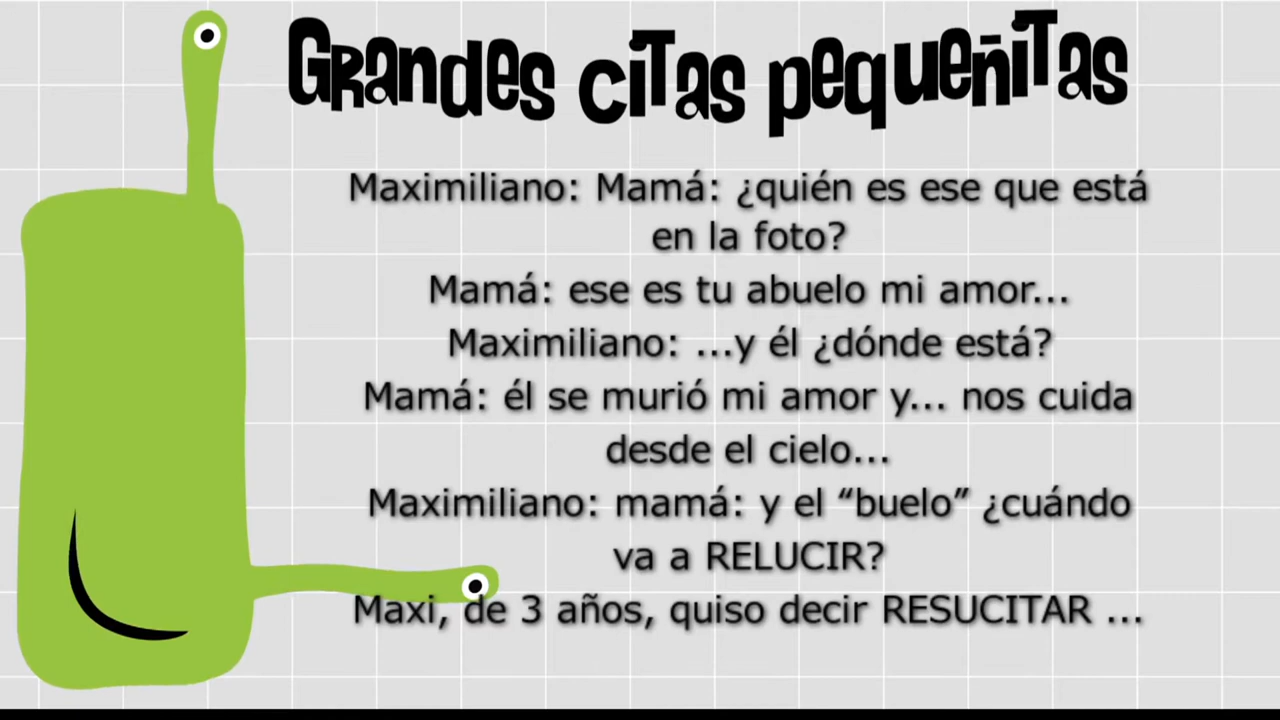 Grandes citas pequeñitas
Maximiliano: Mamá: ¿quién es ese que está
en la foto?
Mamá: ese es tu abuelo mi amor...
Maximiliano: ...y él ¿dónde está?
Mamá: él se murió mi amor y... nos cuida
desde el cielo...
Maximiliano: mamá: y el “buelo” ¿cuándo
va a RELUCIR?
Maxi, de 3 años, quiso decir RESUCITAR ...